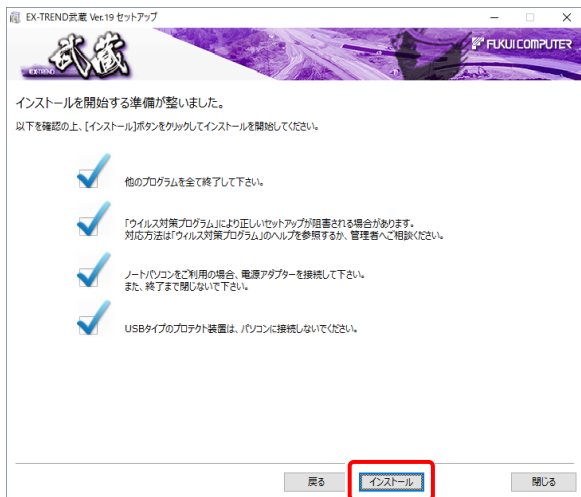 EX-TREND武蔵 Ver.19 セットアップ
EXTREND 武蔵
FUKUI COMPUTER
インストールを開始する準備が整いました。
以下を確認の上、[インストール]ボタンをクリックしてインストールを開始してください。
他のプログラムを全て終了して下さい。
「ウイルス対策プログラム」により正しいセットアップが阻害される場合があります。
対応方法は「ウィルス対策プログラム」のヘルプを参照するか、管理者へご相談ください。
ノートパソコンをご利用の場合、電源アダプターを接続して下さい。
また、終了まで閉じないで下さい。
USBタイプのプロテクト装置は、パソコンに接続しないでください。
戻る
インストール
閉じる